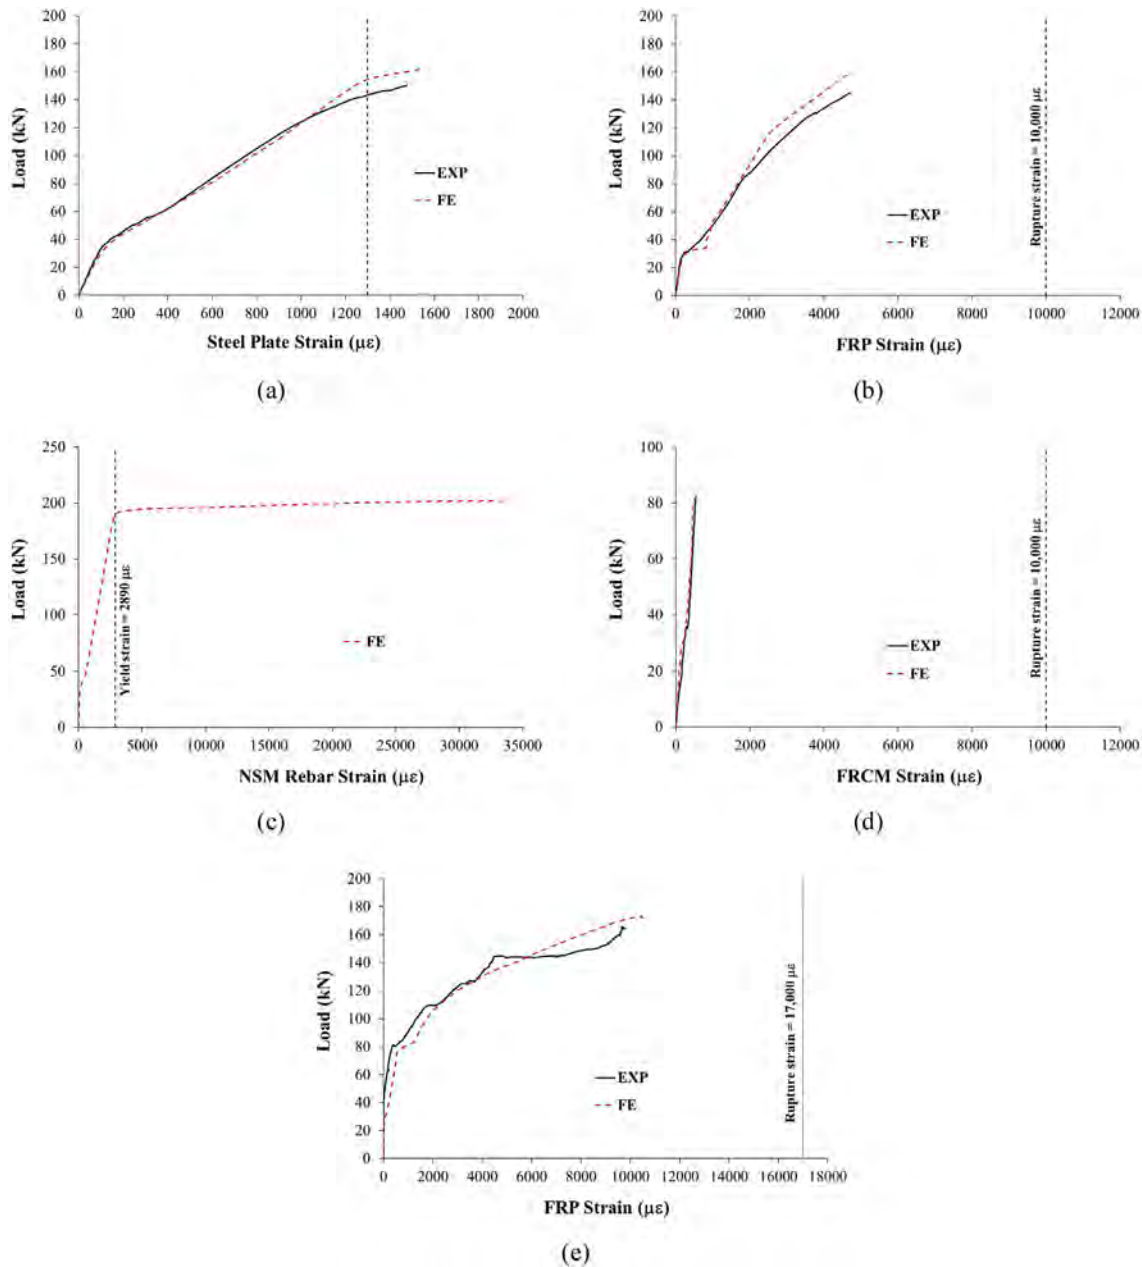 200
180
160
140
120
100
80
60
40
20
0
Load (kN)
EXP
FE
0 200 400 600 800 1000 1200 1400 1600 1800 2000
Steel Plate Strain (με)
(a)
200
180
160
140
120
100
80
60
40
20
0
Load (kN)
Rupture strain = 10,000 με
EXP
FE
0 2000 4000 6000 8000 10000 12000
FRP Strain (με)
(b)
250
200
150
100
50
0
Load (kN)
Yield strain = 2890 με
FE
0 5000 10000 15000 20000 25000 30000 35000
NSM Rebar Strain (με)
(c)
100
80
60
40
20
0
Load (kN)
Rupture strain = 10,000 με
EXP
FE
0 2000 4000 6000 8000 10000 12000
FRCM Strain (με)
(d)
200
180
160
140
120
100
80
60
40
20
0
Load (kN)
Rupture strain = 17,000 με
EXP
FE
0 2000 4000 6000 8000 10000 12000 14000 16000 18000
FRP Strain (με)
(e)